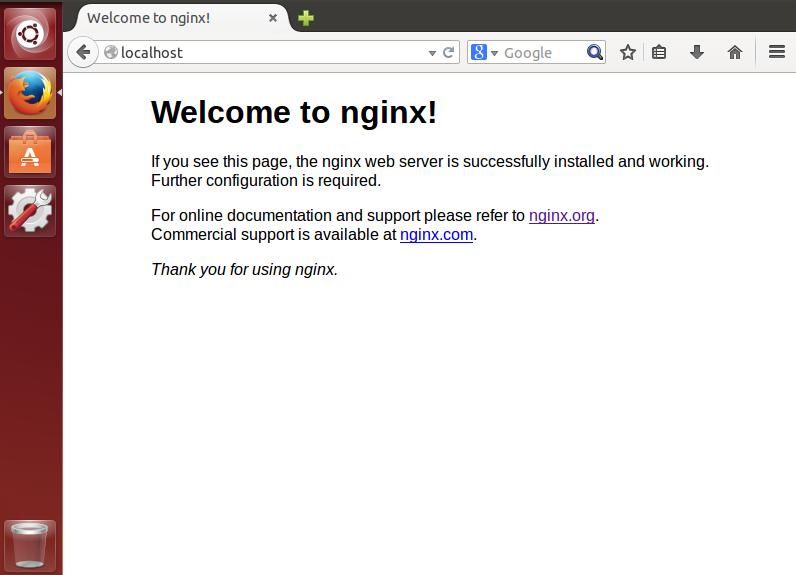 Welcome to nginx!
localhost
Google
Welcome to nginx!
If you see this page, the nginx web server is successfully installed and working.
Further configuration is required.
For online documentation and support please refer to nginx.org.
Commercial support is available at nginx.com.
Thank you for using nginx.